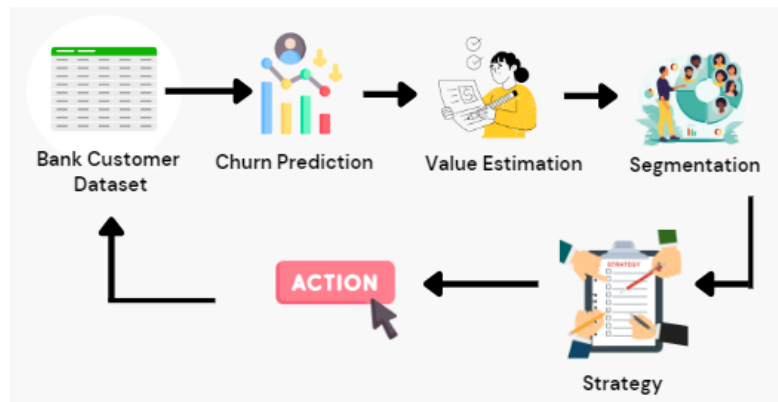 Bank Customer
Dataset
Churn Prediction
Value Estimation
Segmentation
ACTION
STRATEGY
Strategy